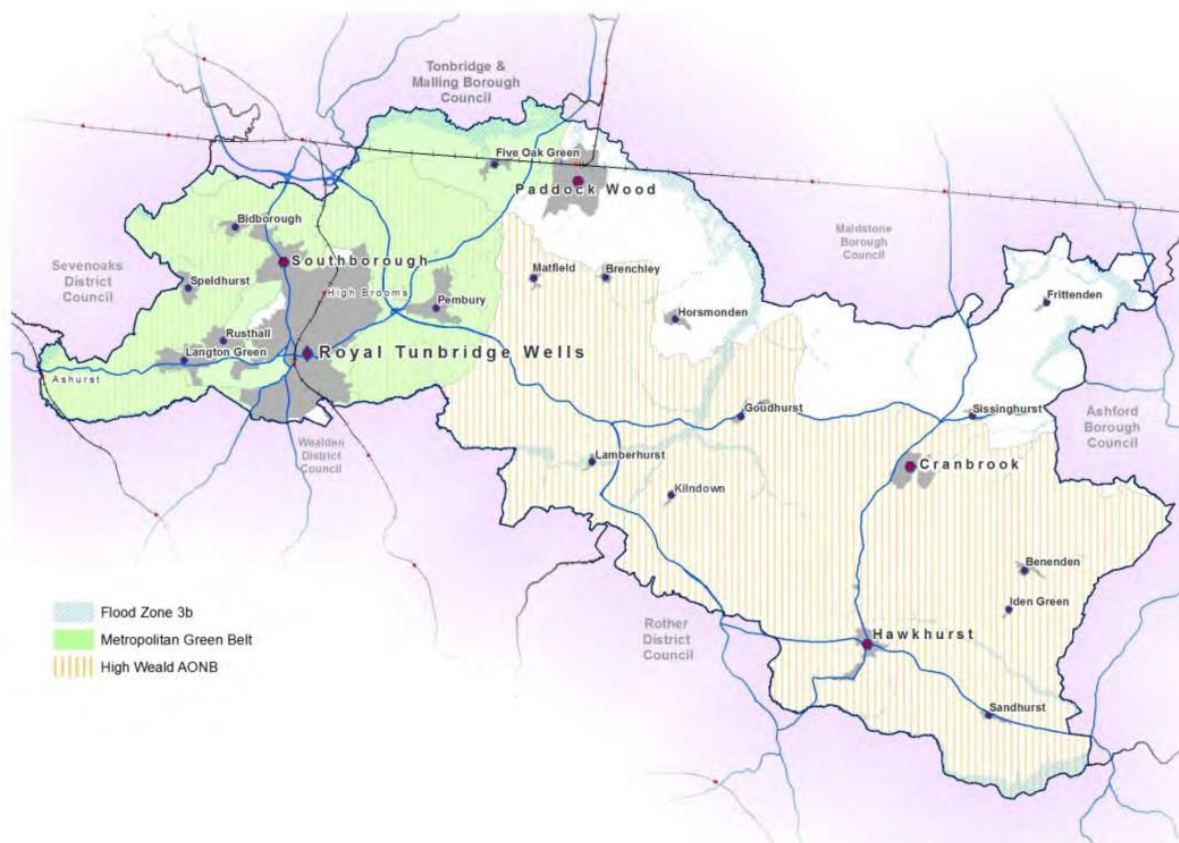 Tonbridge &
Malling Borough
Council
Five Oak Green
Paddock Wood
Bidborough
Southborough
Sevenoaks
District
Council
Speldhurst
High Brooms
Pembury
Matfield
Brenchley
Maidstone
Borough
Council
Frittenden
Horsmonden
Rusthall
Langton Green
Royal Tunbridge Wells
Ashurst
Goudhurst
Sissinghurst
Ashford
Borough
Council
Wealden
District
Council
Lamberhurst
Cranbrook
Kilndown
Benenden
Iden Green
Flood Zone 3b
Metropolitan Green Belt
High Weald AONB
Rother
District
Council
Hawkhurst
Sandhurst